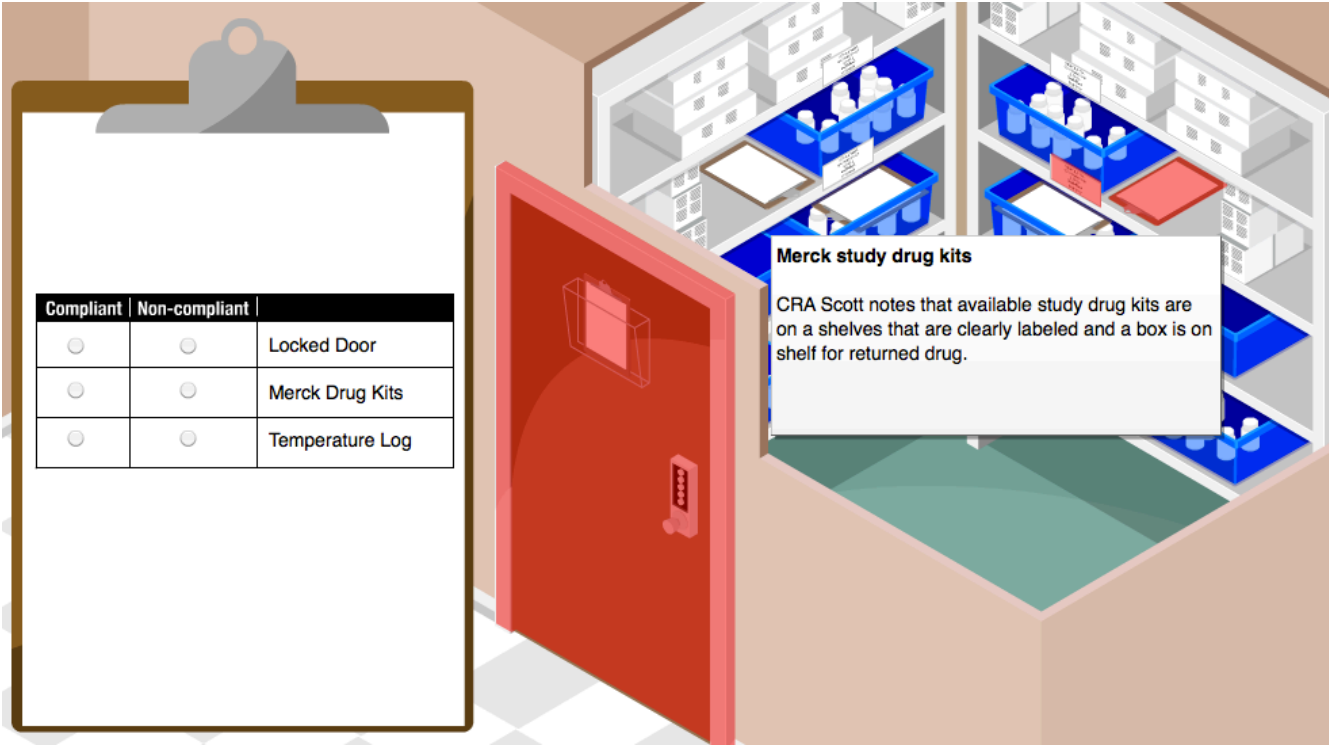 Compliant Non-compliant
Locked Door
Merck Drug Kits
Temperature Log
Merck study drug kits
CRA Scott notes that available study drug kits are
on a shelves that are clearly labeled and a box is on
shelf for returned drug.